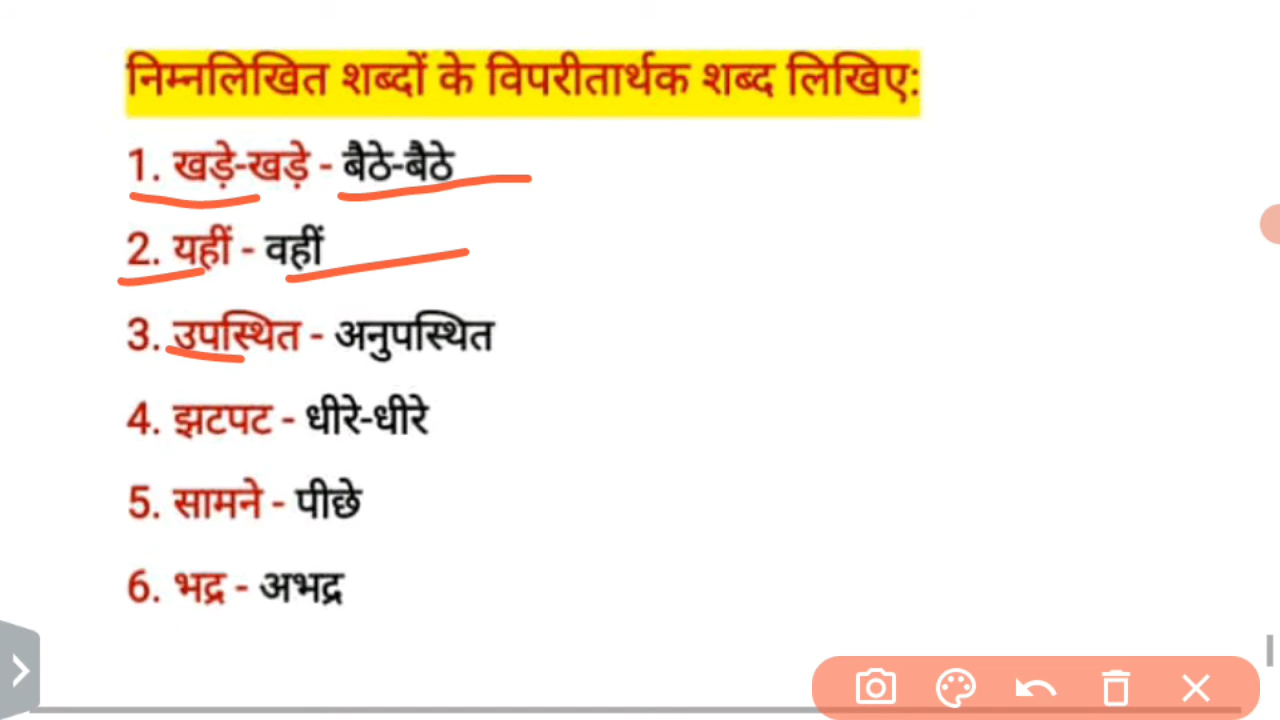 निम्नलिखित शब्दों के विपरीतार्थक शब्द लिखिए:
1. खड़े-खड़े - बैठे-बैठे
2. यहीं - वहीं
3. उपस्थित - अनुपस्थित
4. झटपट - धीरे-धीरे
5. सामने - पीछे
6. भद्र - अभद्र